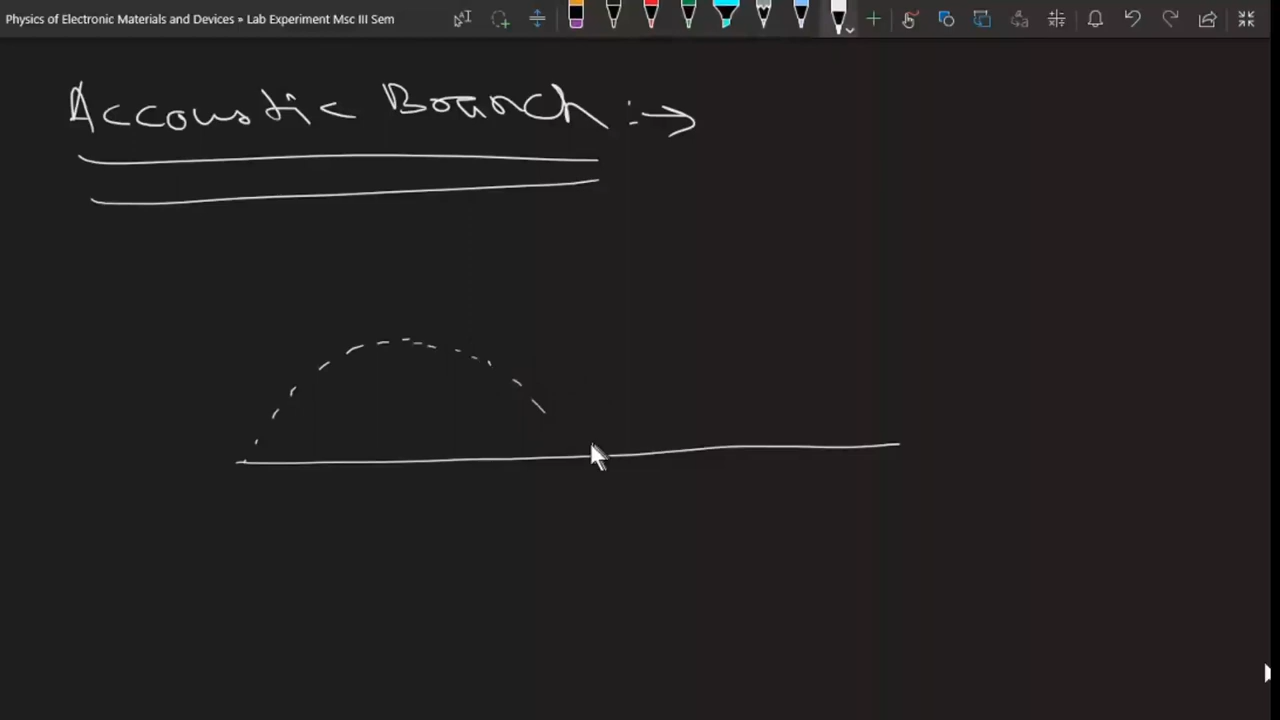 Physics of Electronic Materials and Devices » Lab Experiment Msc III Sem
Accoustic Branch :→